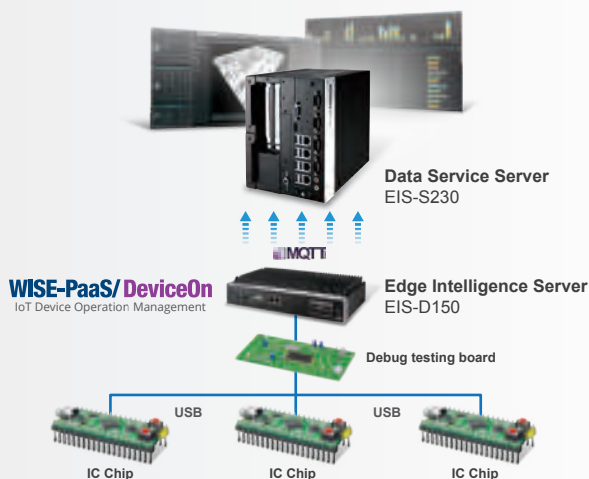 Data Service Server
EIS-S230
MQTT
WISE-PaaS/DeviceOn
IoT Device Operation Management
Edge Intelligence Server
EIS-D150
Debug testing board
USB
USB
IC Chip
IC Chip
IC Chip